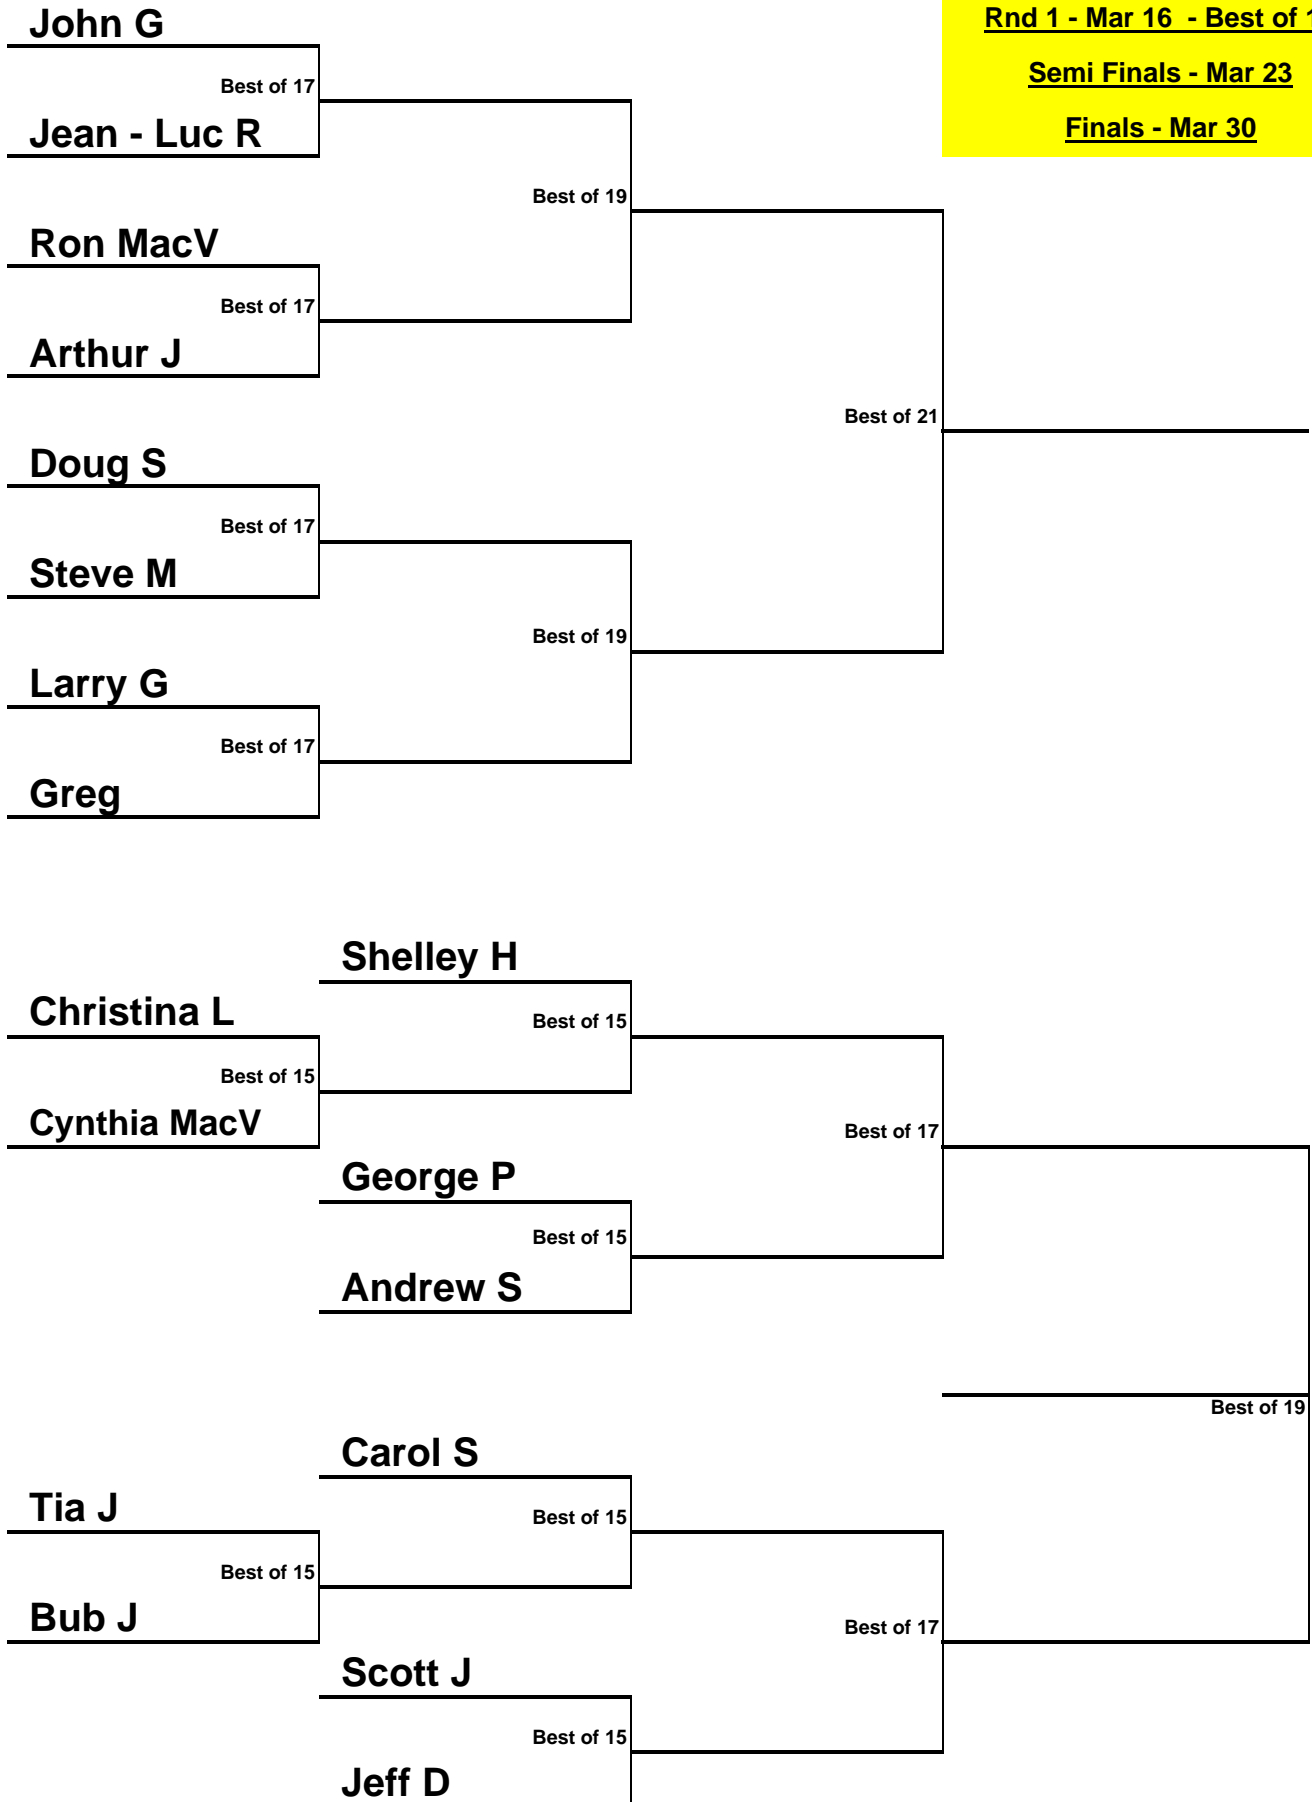 John G
Rnd 1 - Mar 16 - Best of
Best of 17
Semi Finals - Mar 23
Jean - Luc R
Finals - Mar 30
Best of 19
Ron MacV
Best of 17
Arthur J
Best of 21
Doug S
Best of 17
Steve M
Best of 19
Larry G
Best of 17
Greg
Shelley H
Christina L
Best of 15
Best of 15
Cynthia MacV
Best of 17
George P
Best of 15
Andrew S
Best of 19
Carol S
Tia J
Best of 15
Best of 15
Bub J
Best of 17
Scott J
Best of 15
Jeff D